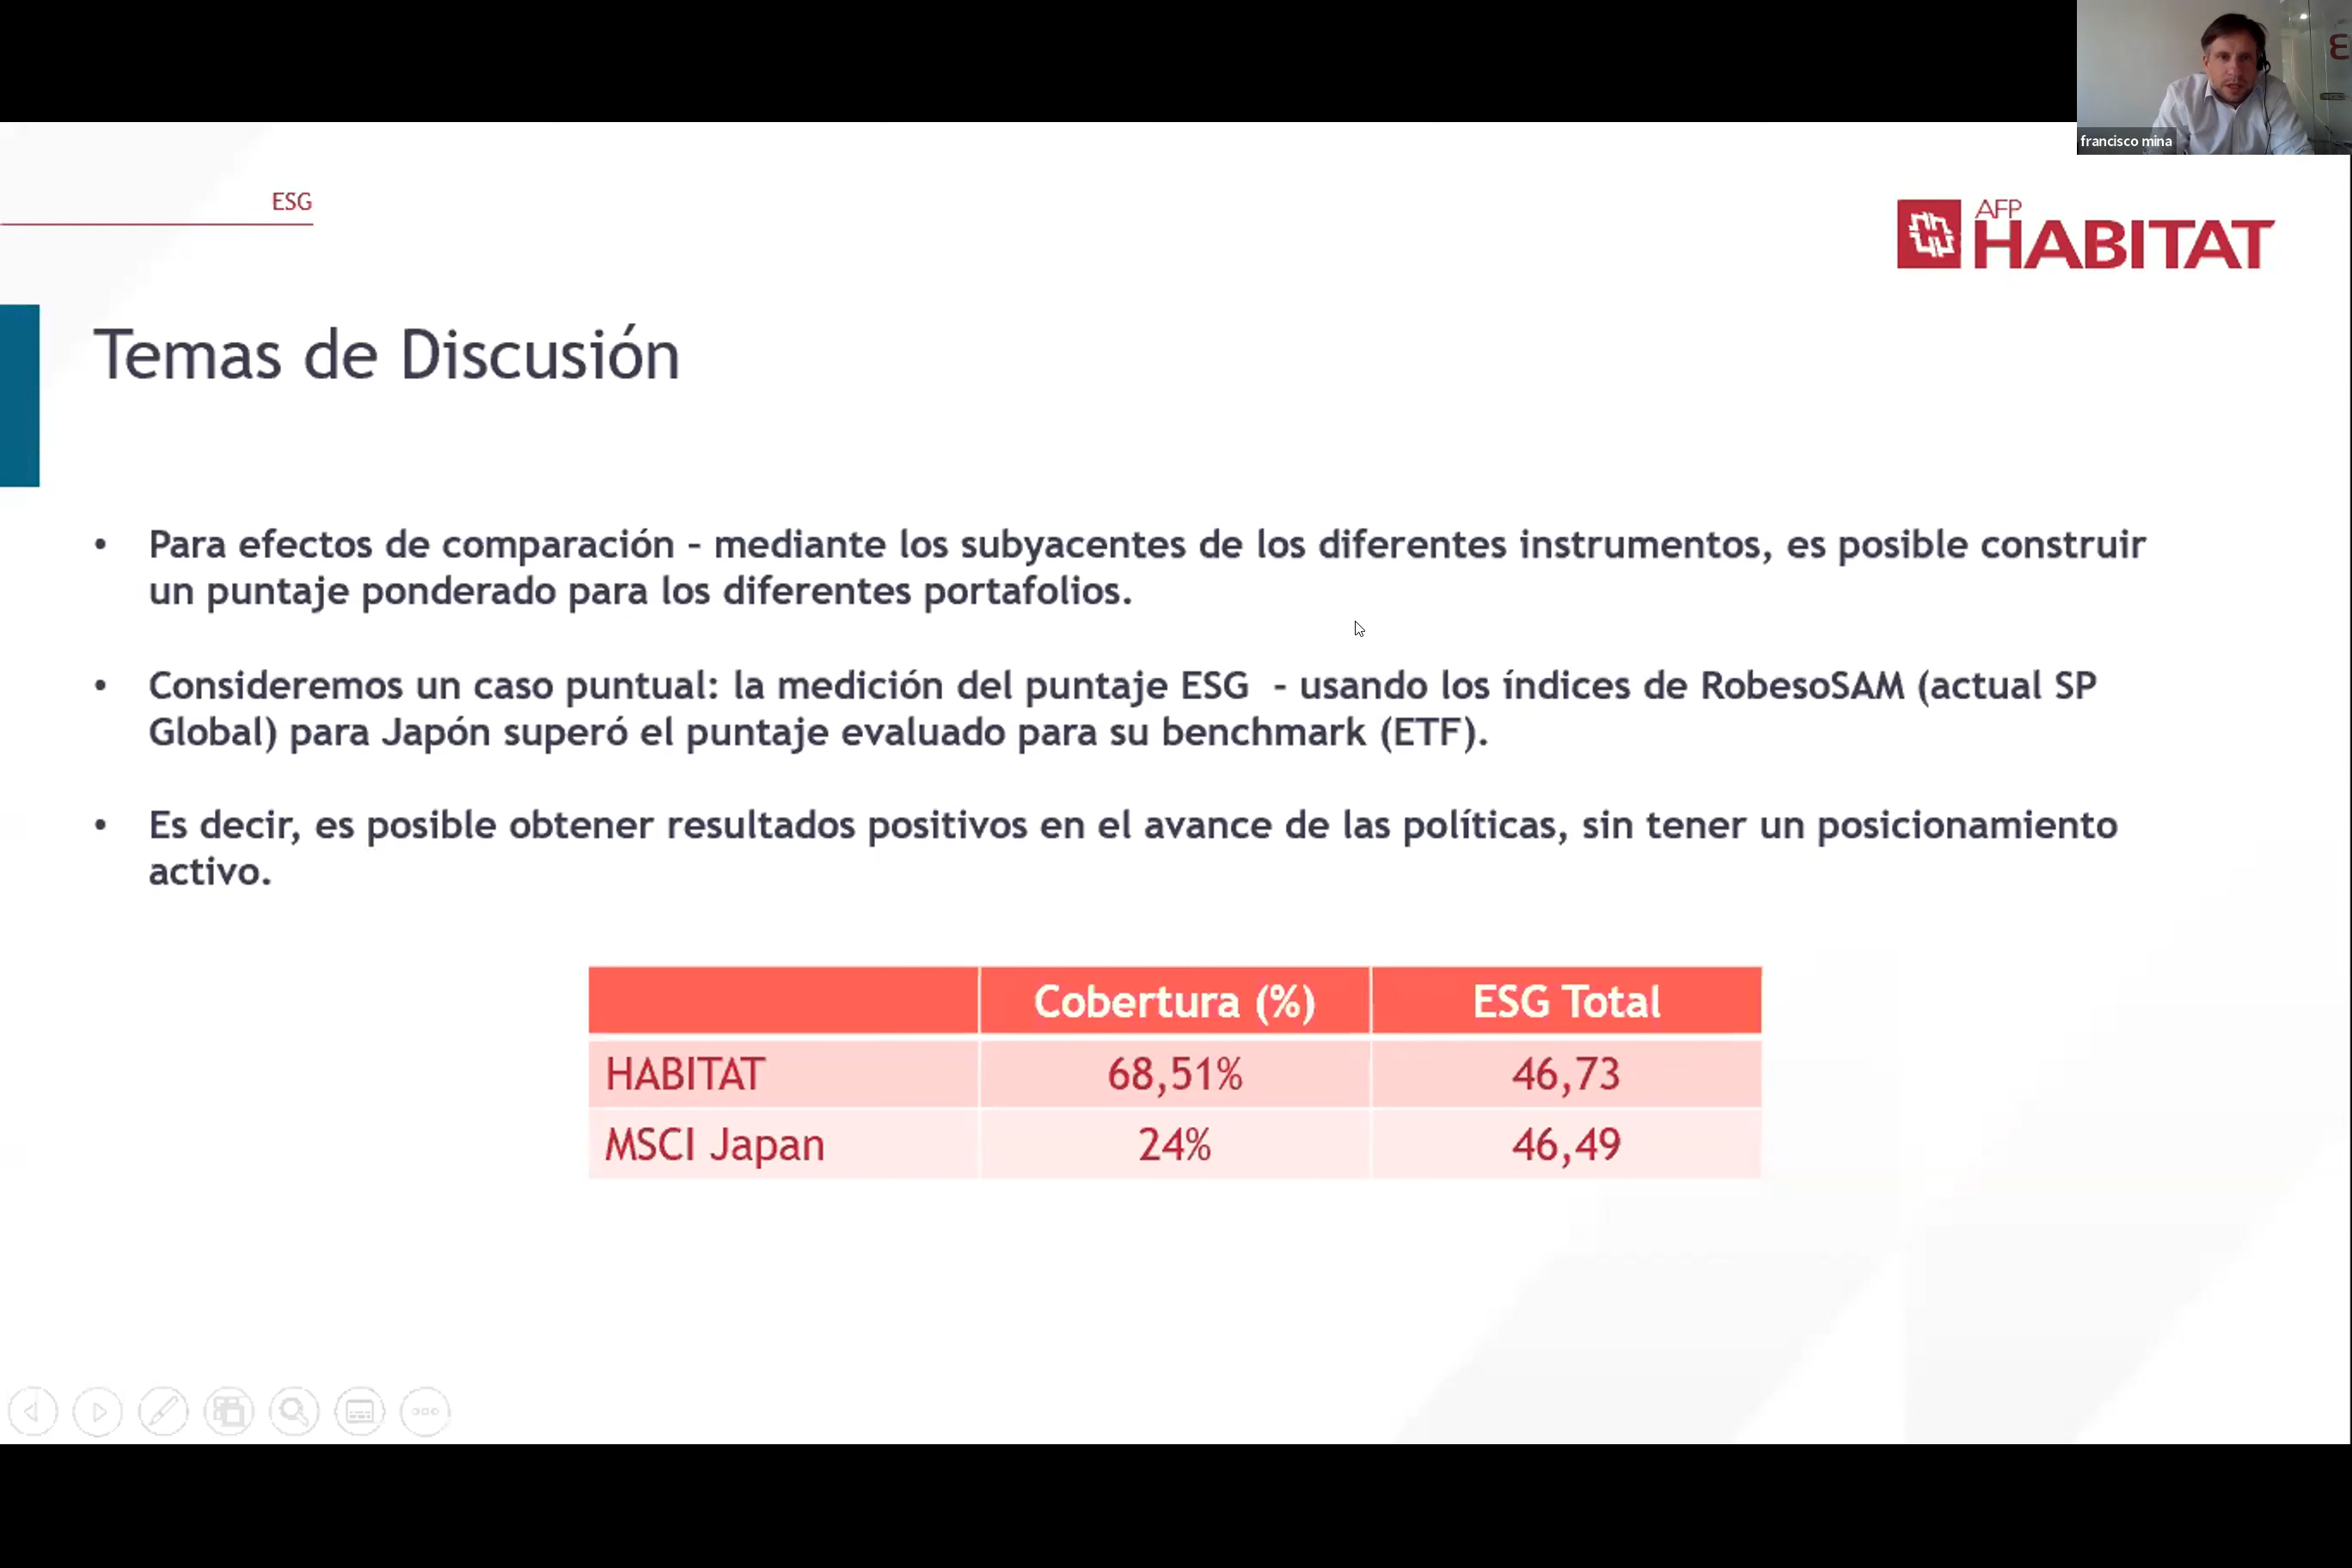 francisco mina
ESG
AFP
HABITAT
Temas de Discusión
• Para efectos de comparación – mediante los subyacentes de los diferentes instrumentos, es posible construir
un puntaje ponderado para los diferentes portafolios.
• Consideremos un caso puntual: la medición del puntaje ESG - usando los índices de RobesoSAM (actual SP
Global) para Japón superó el puntaje evaluado para su benchmark (ETF).
• Es decir, es posible obtener resultados positivos en el avance de las políticas, sin tener un posicionamiento
activo.
Cobertura (%) ESG Total
HABITAT 68,51% 46,73
MSCI Japan 24% 46,49